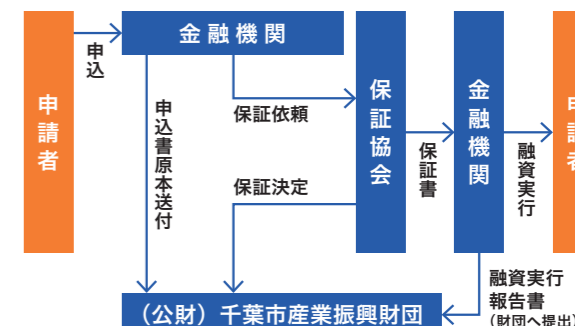 申請者
申込
金融機関
申込書原本送付
保証依頼
保証決定
保証協会
保証書
金融機関
融資実行
申請者
融資実行
報告書
（財団へ提出）
（公財）千葉市産業振興財団